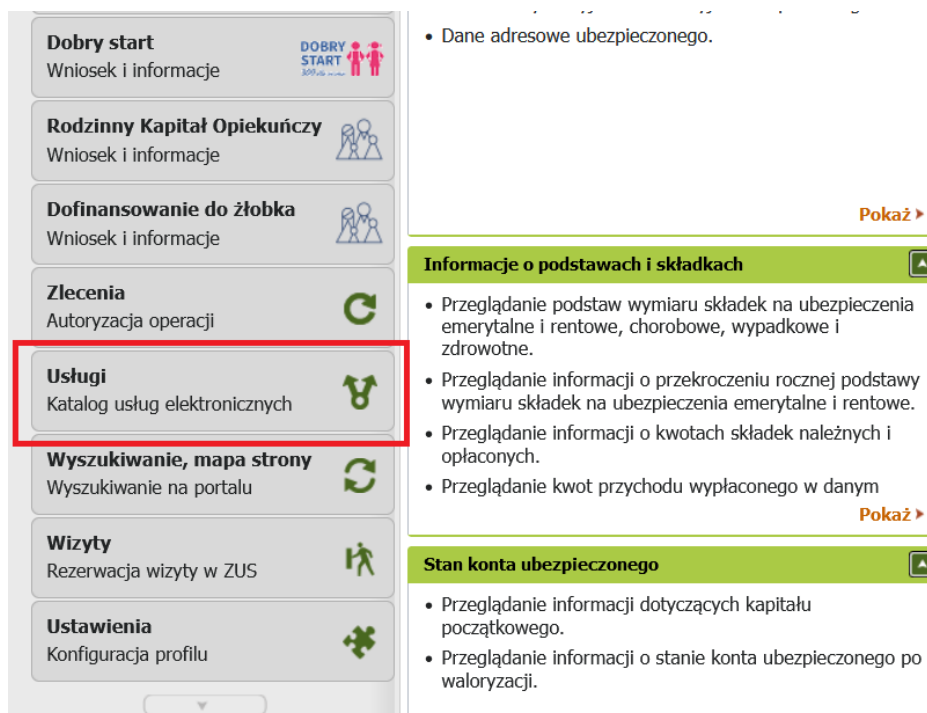 Dobry start
Wniosek i informacje
DOBRY
START
Rodzinny Kapitał Opiekuńczy
Wniosek i informacje
Dofinansowanie do żłobka
Wniosek i informacje
Zlecenia
Autoryzacja operacji
Usługi
Katalog usług elektronicznych
Wyszukiwanie, mapa strony
Wyszukiwanie na portalu
Wizyty
Rezerwacja wizyty w ZUS
Ustawienia
Konfiguracja profilu
• Dane adresowe ubezpieczonego.
Pokaż
Informacje o podstawach i składkach
• Przeglądanie podstaw wymiaru składek na ubezpieczenia
emerytalne i rentowe, chorobowe, wypadkowe i
zdrowotne.
• Przeglądanie informacji o przekroczeniu rocznej podstawy
wymiaru składek na ubezpieczenia emerytalne i rentowe.
• Przeglądanie informacji o kwotach składek należnych i
opłaconych.
• Przeglądanie kwot przychodu wypłaconego w danym
Pokaż
Stan konta ubezpieczonego
• Przeglądanie informacji dotyczących kapitału
początkowego.
• Przeglądanie informacji o stanie konta ubezpieczonego po
waloryzacji.